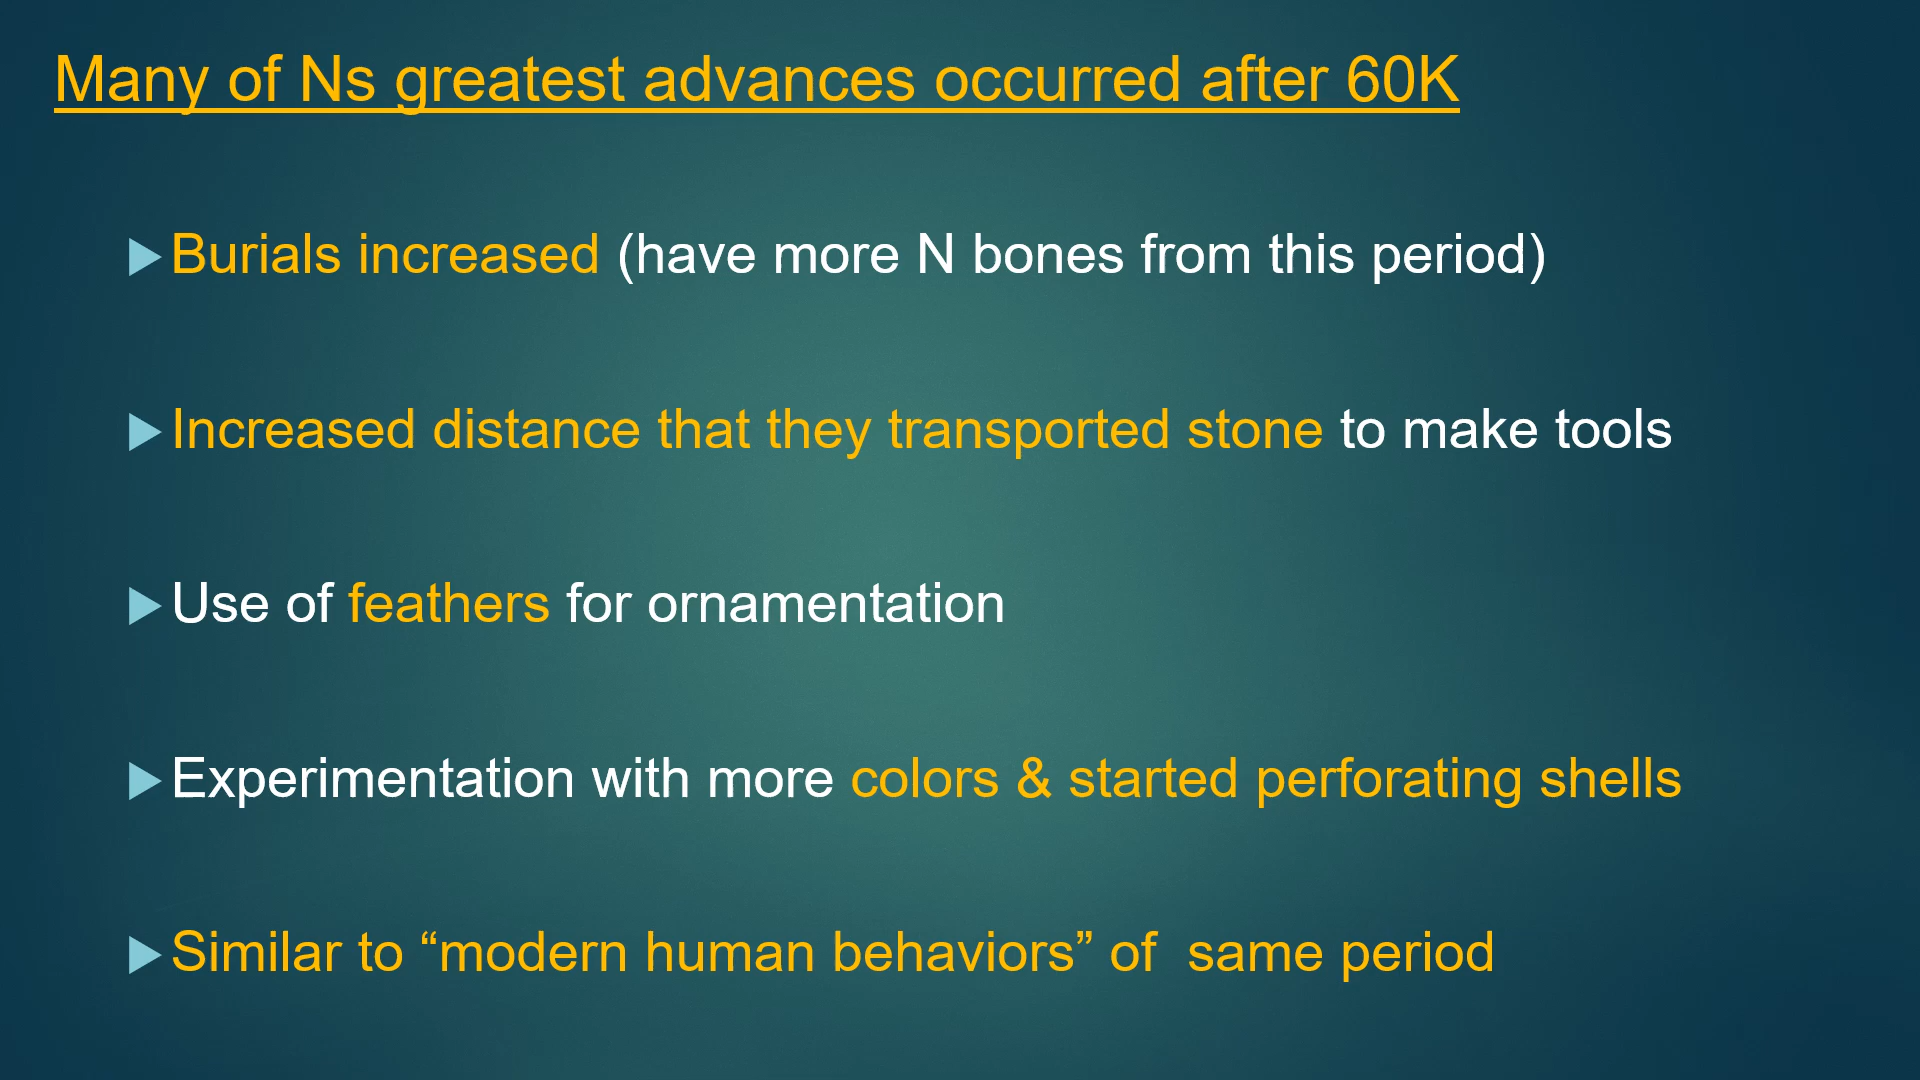 Many of Ns greatest advances occurred after 60K
Burials increased (have more N bones from this period)
Increased distance that they transported stone to make tools
Use of feathers for ornamentation
Experimentation with more colors & started perforating shells
Similar to “modern human behaviors” of  same period